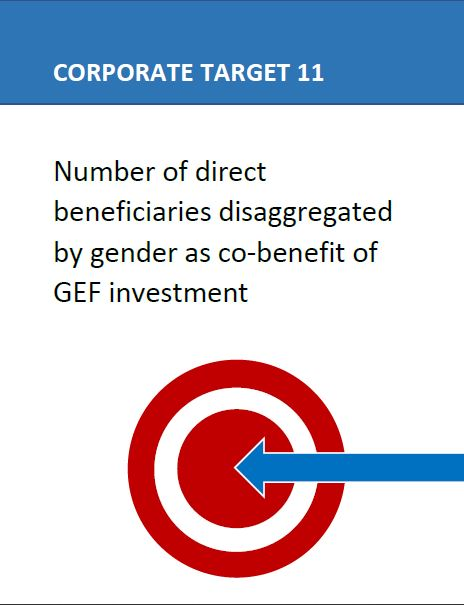 CORPORATE TARGET 11
Number of direct
beneficiaries disaggregated
by gender as co-benefit of
GEF investment